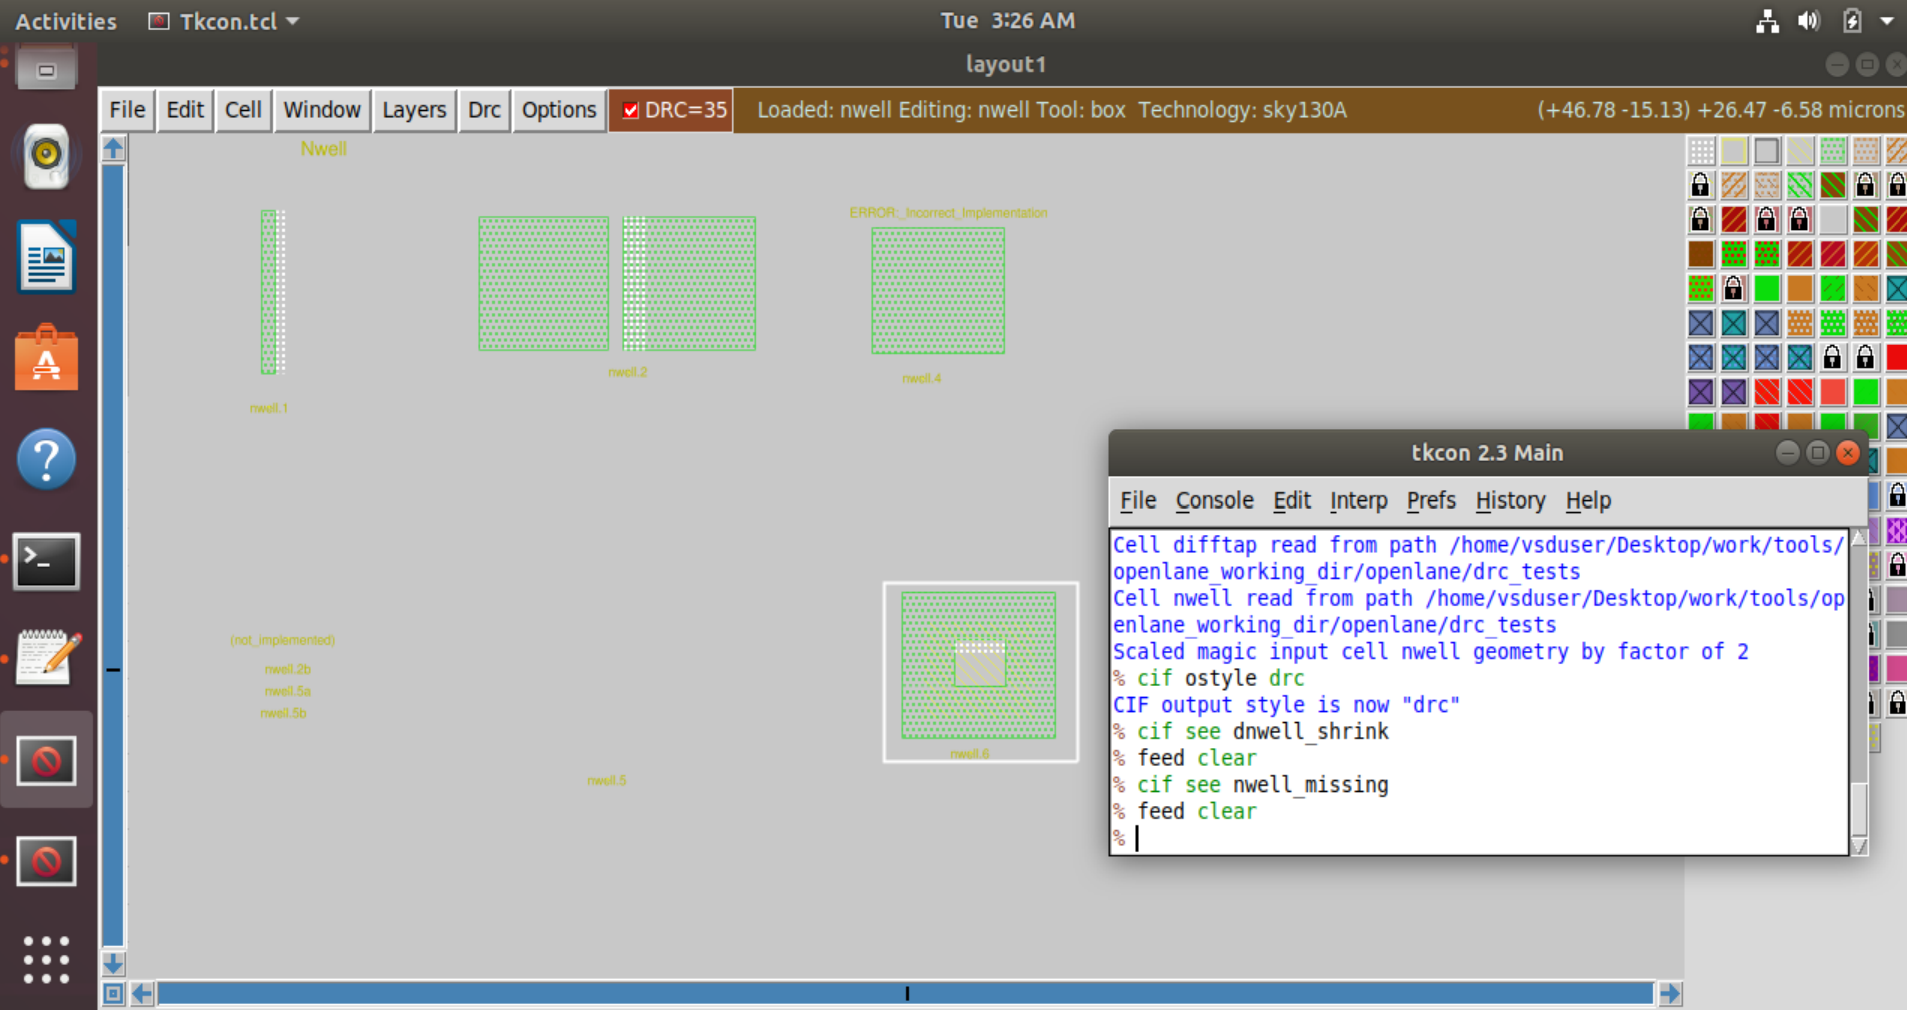 Activities Tkcon.tcl Tue 3:26 AM
layout1
File Edit Cell Window Layers Drc Options DRC=35 Loaded: nwell Editing: nwell Tool: box Technology: sky130A (+46.78 -15.13) +26.47 -6.58 microns
Nwell
ERROR:_Incorrect_Implementation
nwell.2
nwell.4
nwell.1
(not_implemented)
nwell.2b
nwell.5a
nwell.5b
nwell.6
nwell.5
tkcon 2.3 Main
File Console Edit Interp Prefs History Help
Cell difftap read from path /home/vsduser/Desktop/work/tools/
openlane_working_dir/openlane/drc_tests
Cell nwell read from path /home/vsduser/Desktop/work/tools/op
enlane_working_dir/openlane/drc_tests
Scaled magic input cell nwell geometry by factor of 2
% cif ostyle drc
CIF output style is now "drc"
% cif see dnwell_shrink
% feed clear
% cif see nwell_missing
% feed clear
%